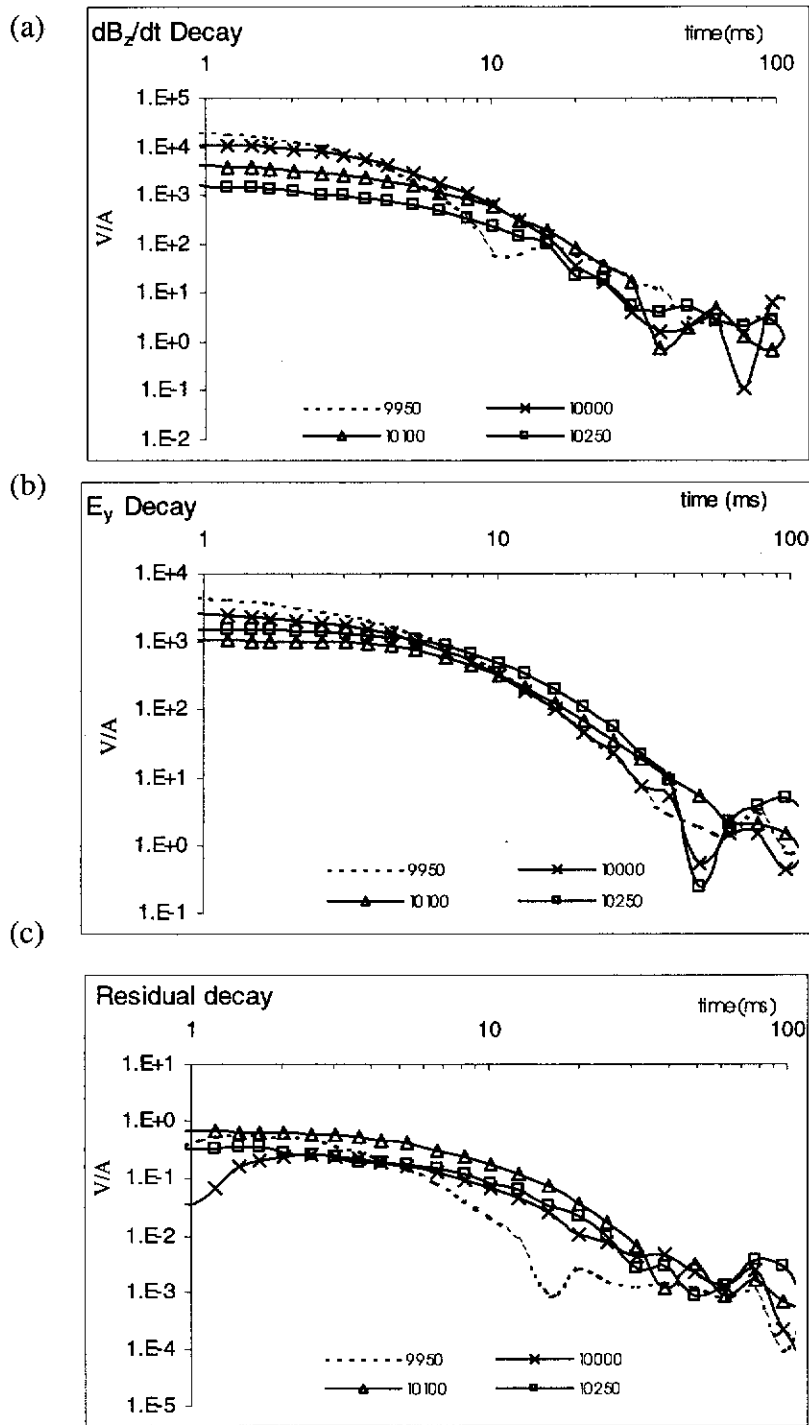 (a)
dB_z/dt Decay
time(ms)
1 10 100
1.E+5
1.E+4
1.E+3
1.E+2
1.E+1
1.E+0
1.E-1
1.E-2
V/A
9950 10000
10100 10250
(b)
E_y Decay
time (ms)
1 10 100
1.E+4
1.E+3
1.E+2
1.E+1
1.E+0
1.E-1
V/A
9950 10000
10100 10250
(c)
Residual decay
time(ms)
1 10 100
1.E+1
1.E+0
1.E-1
1.E-2
1.E-3
1.E-4
1.E-5
V/A
9950 10000
10100 10250